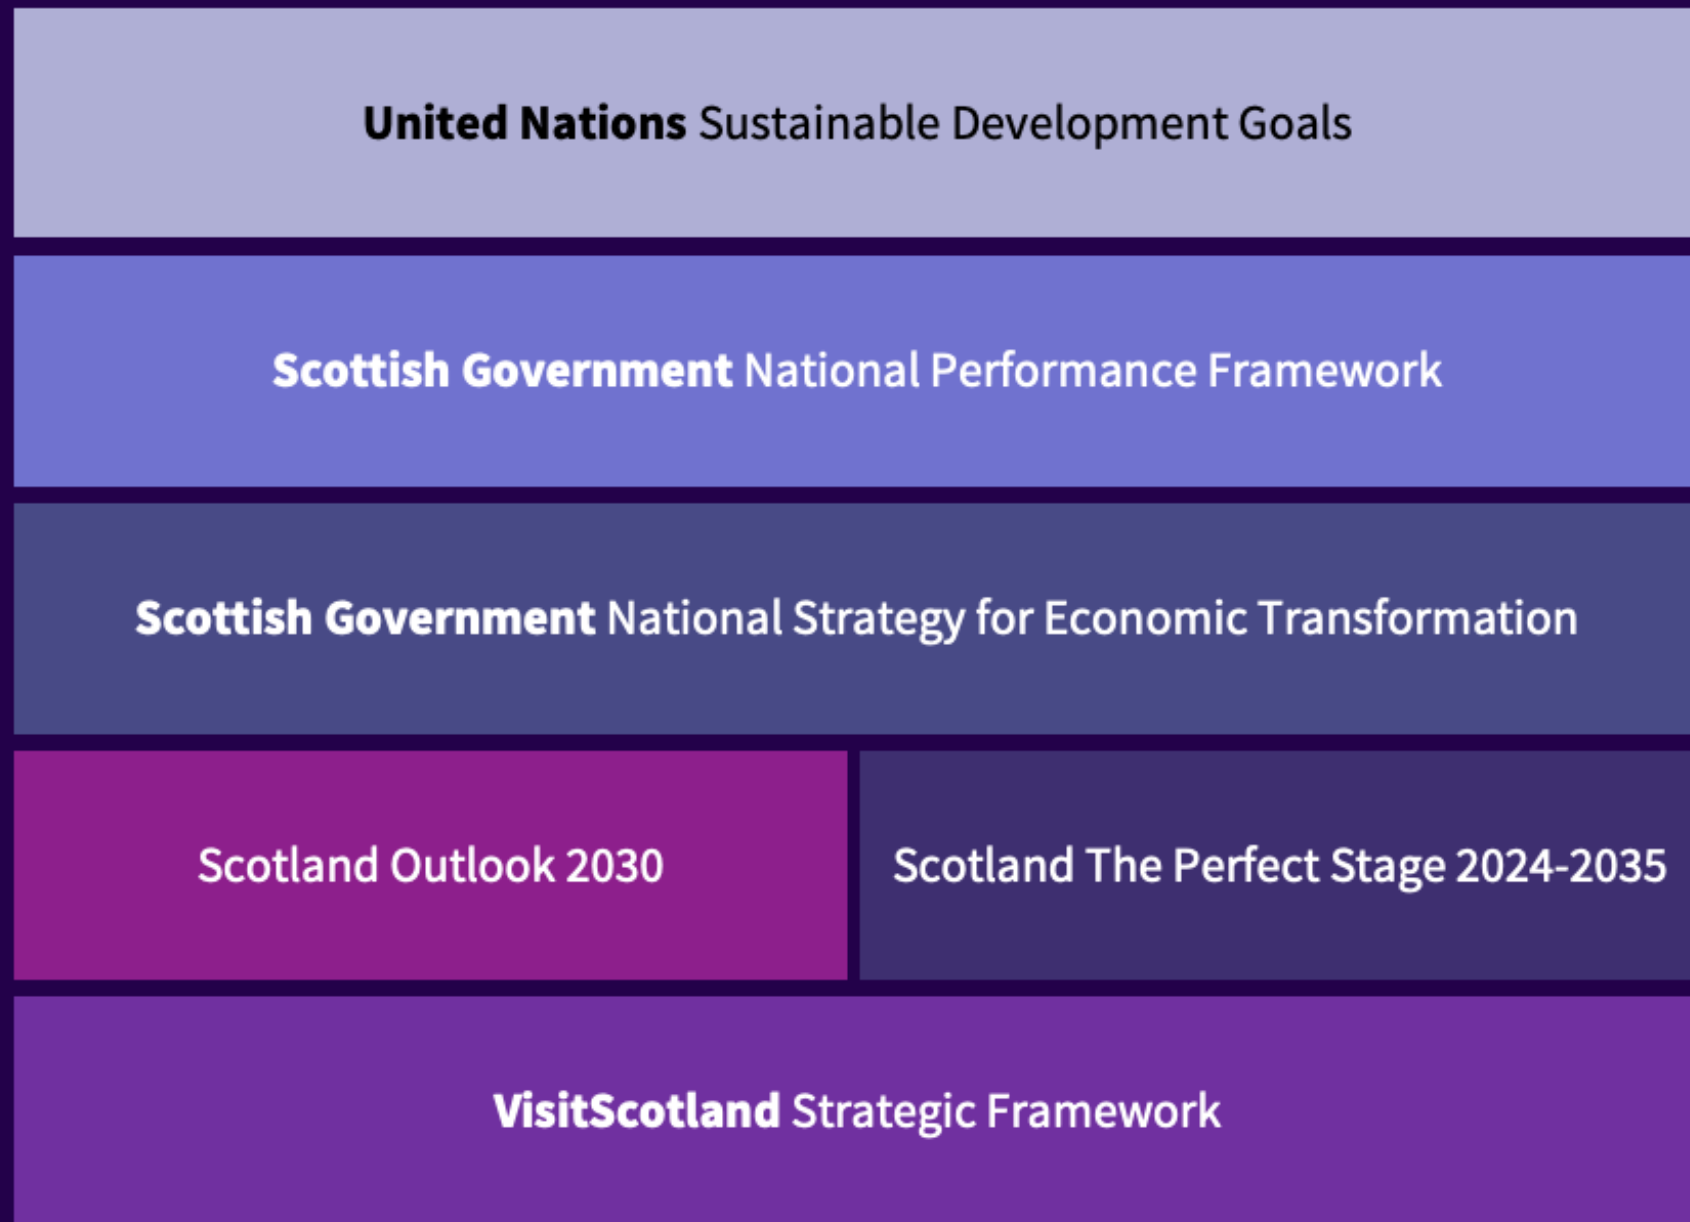 United Nations Sustainable Development Goals
Scottish Government National Performance Framework
Scottish Government National Strategy for Economic Transformation
Scotland Outlook 2030
Scotland The Perfect Stage 2024-2035
VisitScotland Strategic Framework